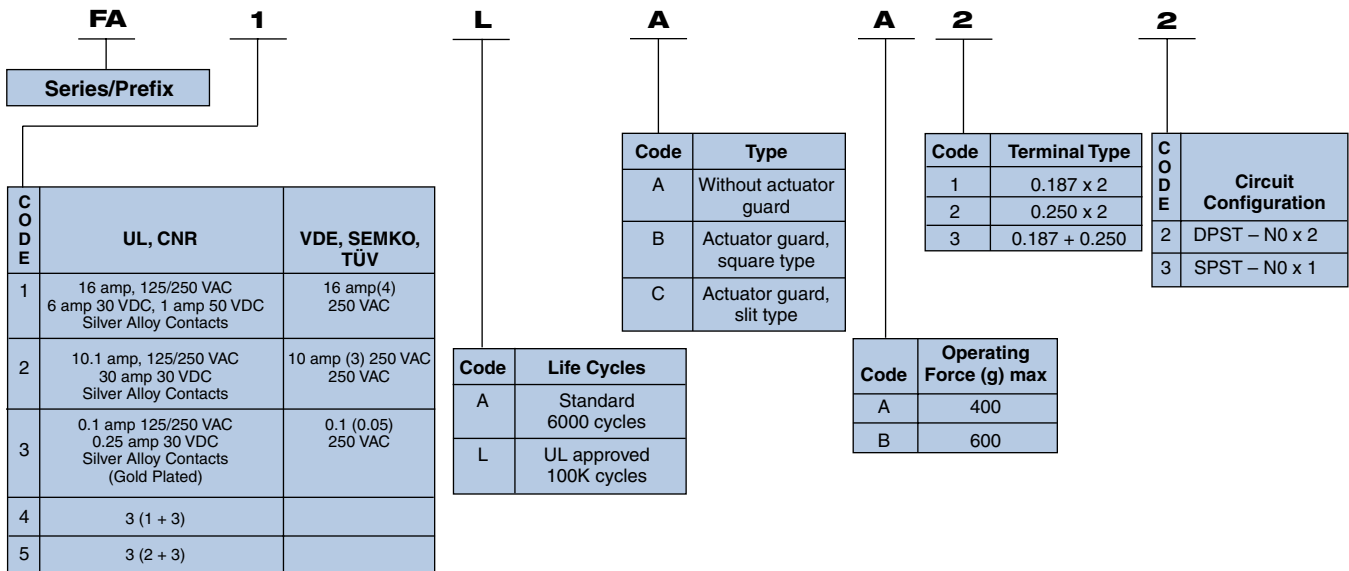 FA 1 L A A 2 2
Series/Prefix
CODE UL, CNR VDE, SEMKO, TÜV
1 16 amp, 125/250 VAC 16 amp(4)
6 amp 30 VDC, 1 amp 50 VDC 250 VAC
Silver Alloy Contacts
2 10.1 amp, 125/250 VAC 10 amp (3) 250 VAC
30 amp 30 VDC 250 VAC
Silver Alloy Contacts
3 0.1 amp 125/250 VAC 0.1 (0.05)
0.25 amp 30 VDC 250 VAC
Silver Alloy Contacts
(Gold Plated)
4 3 (1 + 3)
5 3 (2 + 3)
Code Life Cycles
A Standard
6000 cycles
L UL approved
100K cycles
Code Type
A Without actuator
guard
B Actuator guard,
square type
C Actuator guard,
slit type
Code Operating
Force (g) max
A 400
B 600
Code Terminal Type
1 0.187 x 2
2 0.250 x 2
3 0.187 + 0.250
CODE Circuit
Configuration
2 DPST – N0 x 2
3 SPST – N0 x 1